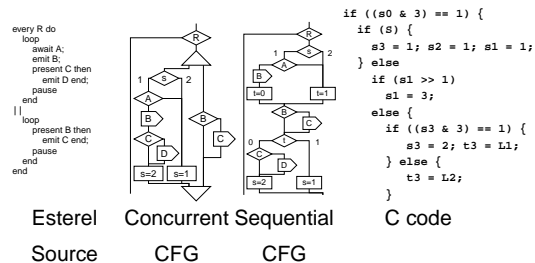 every R do
loop
await A;
emit B;
present C then
emit D end;
pause
end
||
loop
present B then
emit C end;
pause
end
end
R
1 s 2
A
B
C
D
s=2 s=1
B
C
R
s
1 2
A
B
t=0 t=1
B
C
0 t 1
C
D
s=2 s=1
if ((s0 & 3) == 1) {
if (S) {
s3 = 1; s2 = 1; s1 = 1;
} else
if (s1 >> 1)
s1 = 3;
else {
if ((s3 & 3) == 1) {
s3 = 2; t3 = L1;
} else {
t3 = L2;
}
Esterel Concurrent Sequential C code
Source CFG CFG